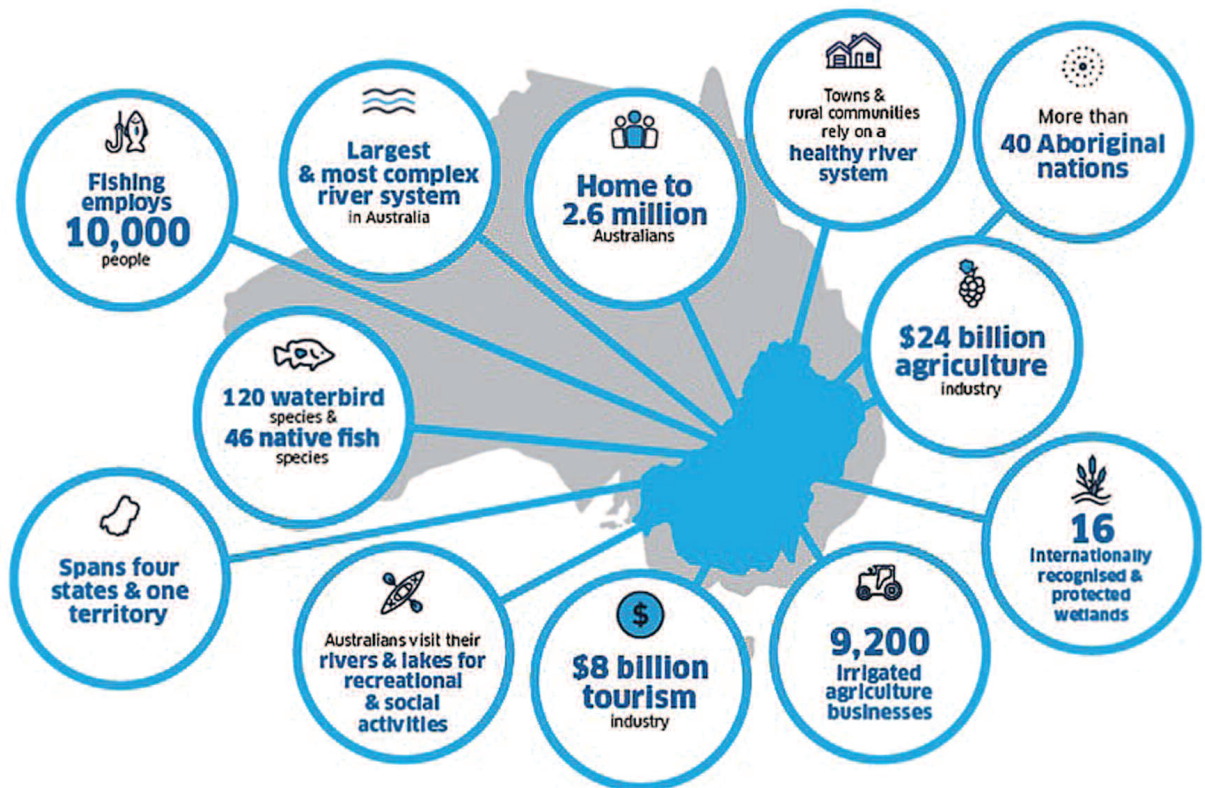 Fishing
employs
10,000
people
Largest
& most complex
river system
in Australia
Home to
2.6 million
Australians
Towns &
rural communities
rely on a
healthy river
system
More than
40 Aboriginal
nations
120 waterbird
species &
46 native fish
species
$24 billion
agriculture
industry
Spans four
states & one
territory
Australians visit their
rivers & lakes for
recreational
& social
activities
$
$8 billion
tourism
industry
9,200
Irrigated
agriculture
businesses
16
Internationally
recognised &
protected
wetlands